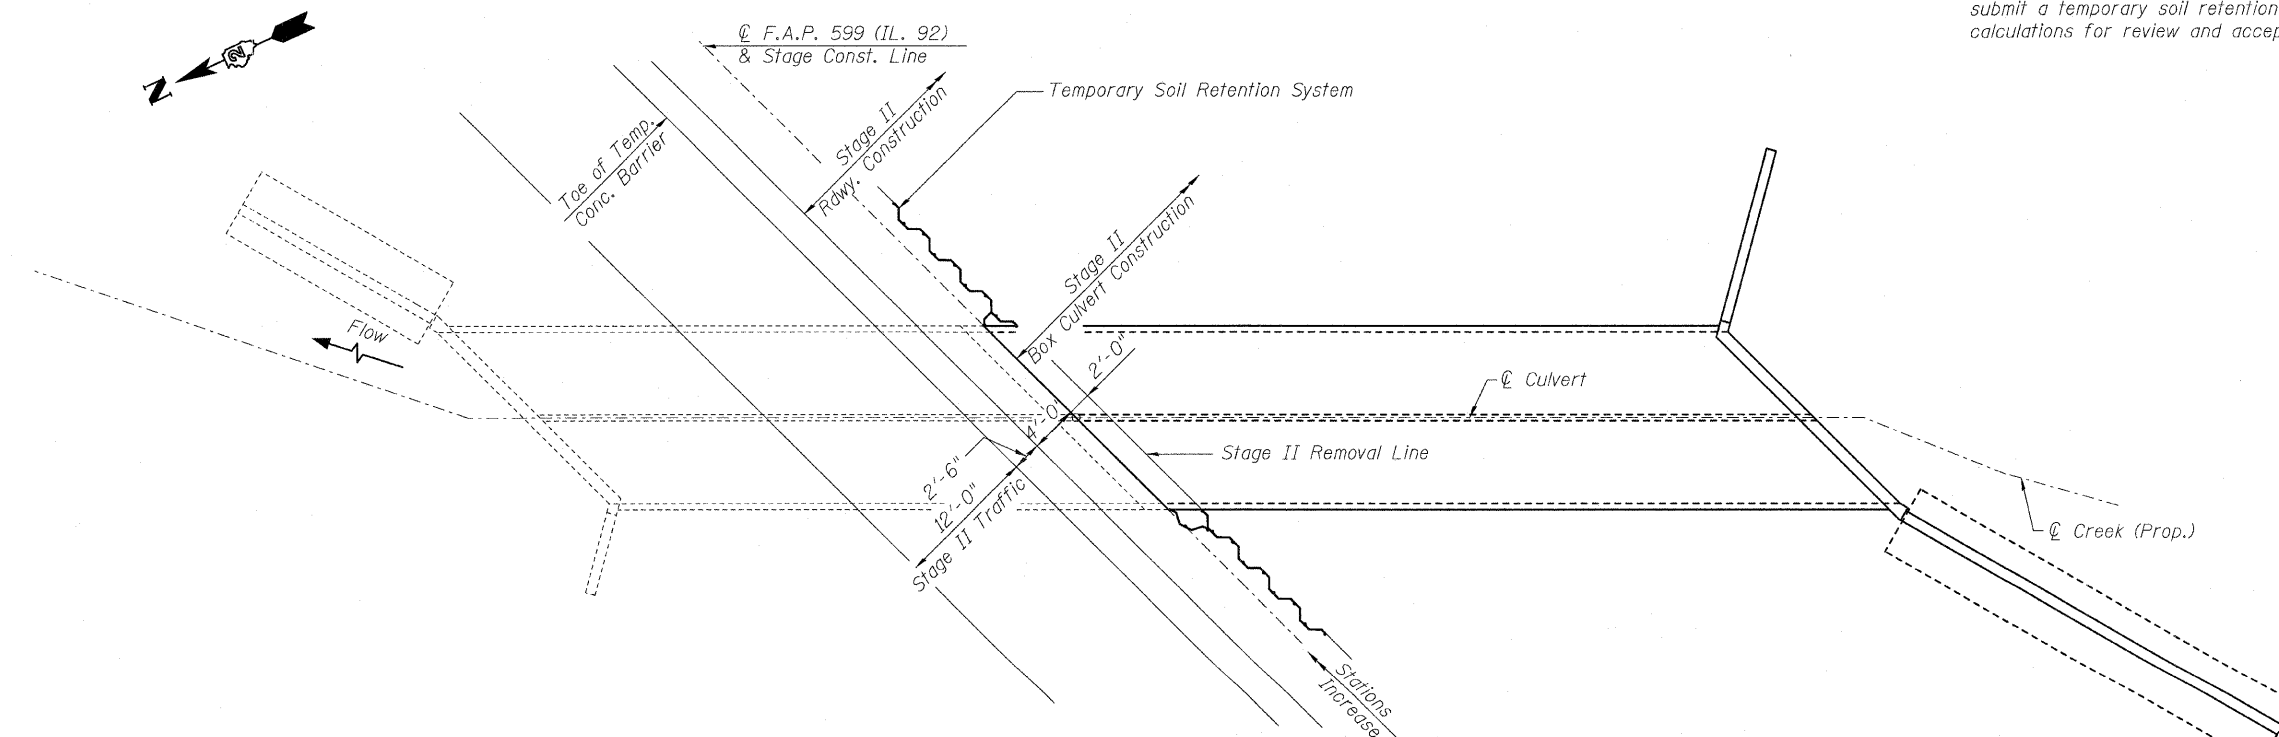 submit a temporary soil retention
calculations for review and accep
℄ F.A.P. 599 (IL. 92)
& Stage Const. Line
N
Temporary Soil Retention System
Stage II
Rdwy. Construction
Toe of Temp.
Conc. Barrier
Stage II
Box Culvert Construction
Flow
2'-0"
℄ Culvert
4'-0"
Stage II Removal Line
2'-6"
12'-0"
Stage II Traffic
℄ Creek (Prop.)
Stations
Increase